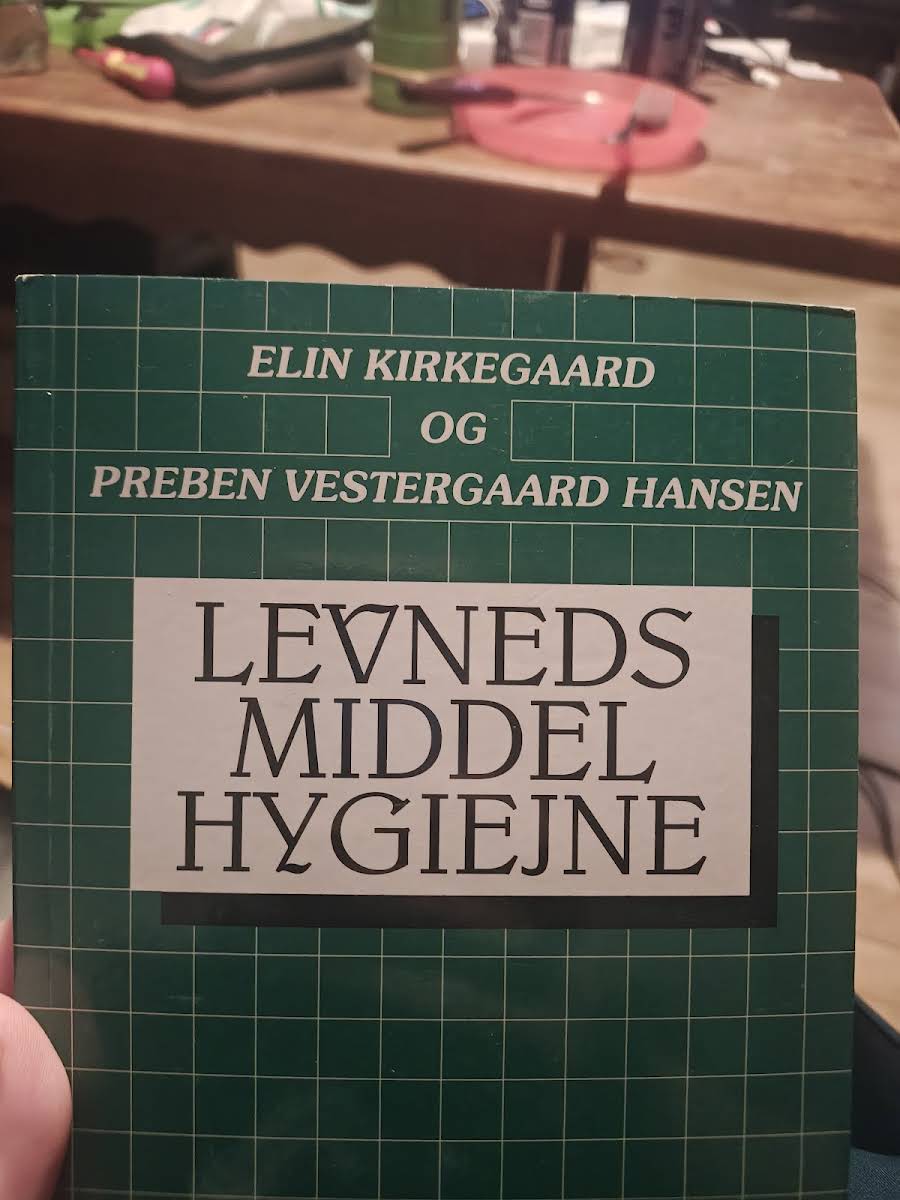 ELIN KIRKEGAARD
OG
PREBEN VESTERGAARD HANSEN
LEVNEDS
MIDDEL
HYGIEJNE